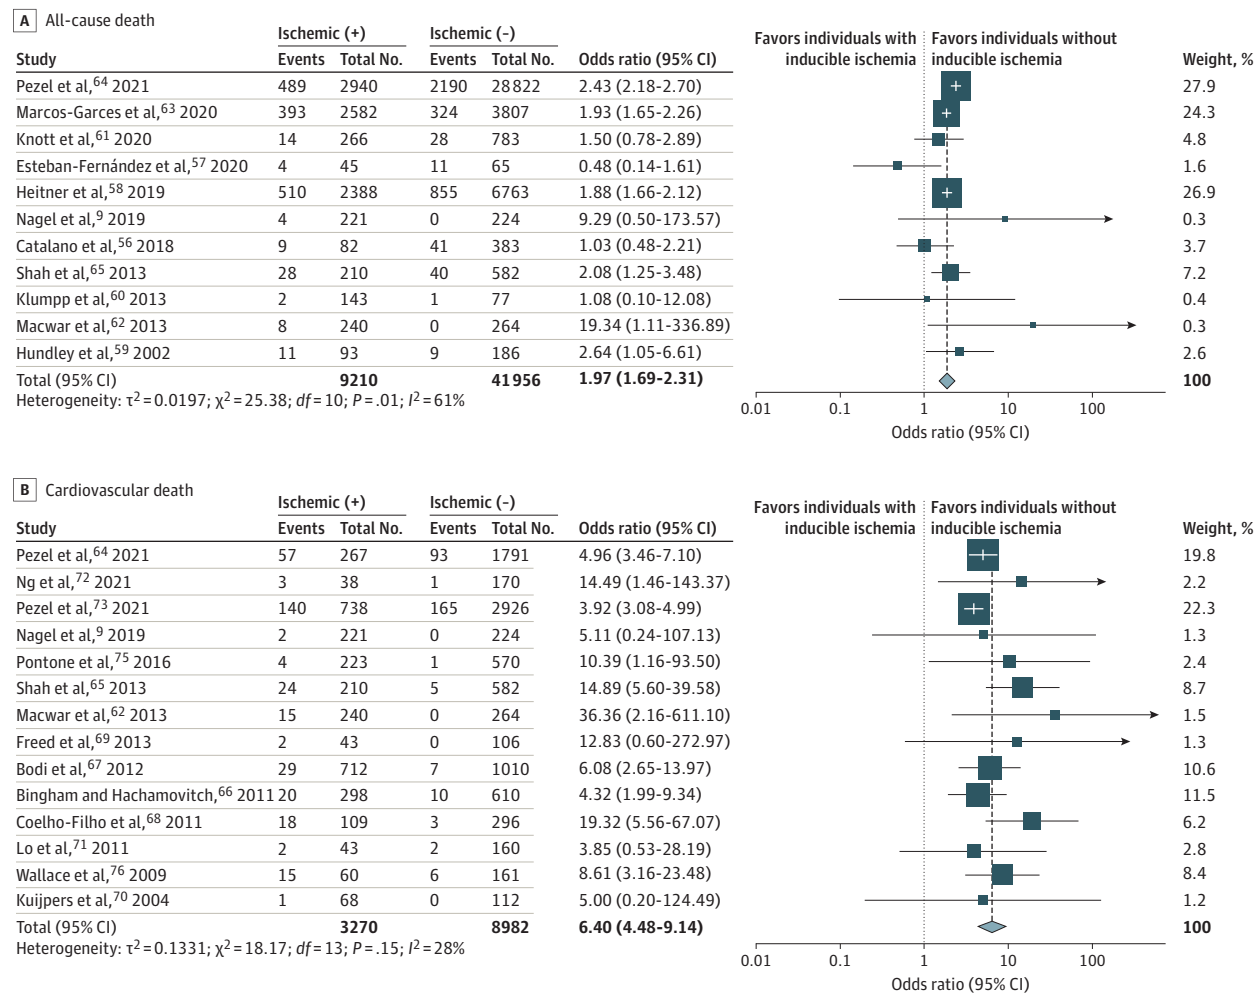 A All-cause death
Ischemic (+) Ischemic (-) Favors individuals with Favors individuals without
Study Events Total No. Events Total No. Odds ratio (95% CI) inducible ischemia inducible ischemia Weight, %
Pezel et al,64 2021 489 2940 2190 28 822 2.43 (2.18-2.70) 27.9
Marcos-Garces et al,63 2020 393 2582 324 3807 1.93 (1.65-2.26) 24.3
Knott et al,61 2020 14 266 28 783 1.50 (0.78-2.89) 4.8
Esteban-Fernández et al,57 2020 4 45 11 65 0.48 (0.14-1.61) 1.6
Heitner et al,58 2019 510 2388 855 6763 1.88 (1.66-2.12) 26.9
Nagel et al,9 2019 4 221 0 224 9.29 (0.50-173.57) 0.3
Catalano et al,56 2018 9 82 41 383 1.03 (0.48-2.21) 3.7
Shah et al,65 2013 28 210 40 582 2.08 (1.25-3.48) 7.2
Klumpp et al,60 2013 2 143 1 77 1.08 (0.10-12.08) 0.4
Macwar et al,62 2013 8 240 0 264 19.34 (1.11-336.89) 0.3
Hundley et al,59 2002 11 93 9 186 2.64 (1.05-6.61) 2.6
Total (95% CI) 9210 41 956 1.97 (1.69-2.31) 100
Heterogeneity: τ2 = 0.0197; χ2 = 25.38; df = 10; P = .01; I2 = 61%
0.01 0.1 1 10 100
Odds ratio (95% CI)
B Cardiovascular death
Ischemic (+) Ischemic (-) Favors individuals with Favors individuals without
Study Events Total No. Events Total No. Odds ratio (95% CI) inducible ischemia inducible ischemia Weight, %
Pezel et al,64 2021 57 267 93 1791 4.96 (3.46-7.10) 19.8
Ng et al,72 2021 3 38 1 170 14.49 (1.46-143.37) 2.2
Pezel et al,73 2021 140 738 165 2926 3.92 (3.08-4.99) 22.3
Nagel et al,9 2019 2 221 0 224 5.11 (0.24-107.13) 1.3
Pontone et al,75 2016 4 223 1 570 10.39 (1.16-93.50) 2.4
Shah et al,65 2013 24 210 5 582 14.89 (5.60-39.58) 8.7
Macwar et al,62 2013 15 240 0 264 36.36 (2.16-611.10) 1.5
Freed et al,69 2013 2 43 0 106 12.83 (0.60-272.97) 1.3
Bodi et al,67 2012 29 712 7 1010 6.08 (2.65-13.97) 10.6
Bingham and Hachamovitch,66 2011 20 298 10 610 4.32 (1.99-9.34) 11.5
Coelho-Filho et al,68 2011 18 109 3 296 19.32 (5.56-67.07) 6.2
Lo et al,71 2011 2 43 2 160 3.85 (0.53-28.19) 2.8
Wallace et al,76 2009 15 60 6 161 8.61 (3.16-23.48) 8.4
Kuijpers et al,70 2004 1 68 0 112 5.00 (0.20-124.49) 1.2
Total (95% CI) 3270 8982 6.40 (4.48-9.14) 100
Heterogeneity: τ2 = 0.1331; χ2 = 18.17; df = 13; P = .15; I2 = 28%
0.01 0.1 1 10 100
Odds ratio (95% CI)